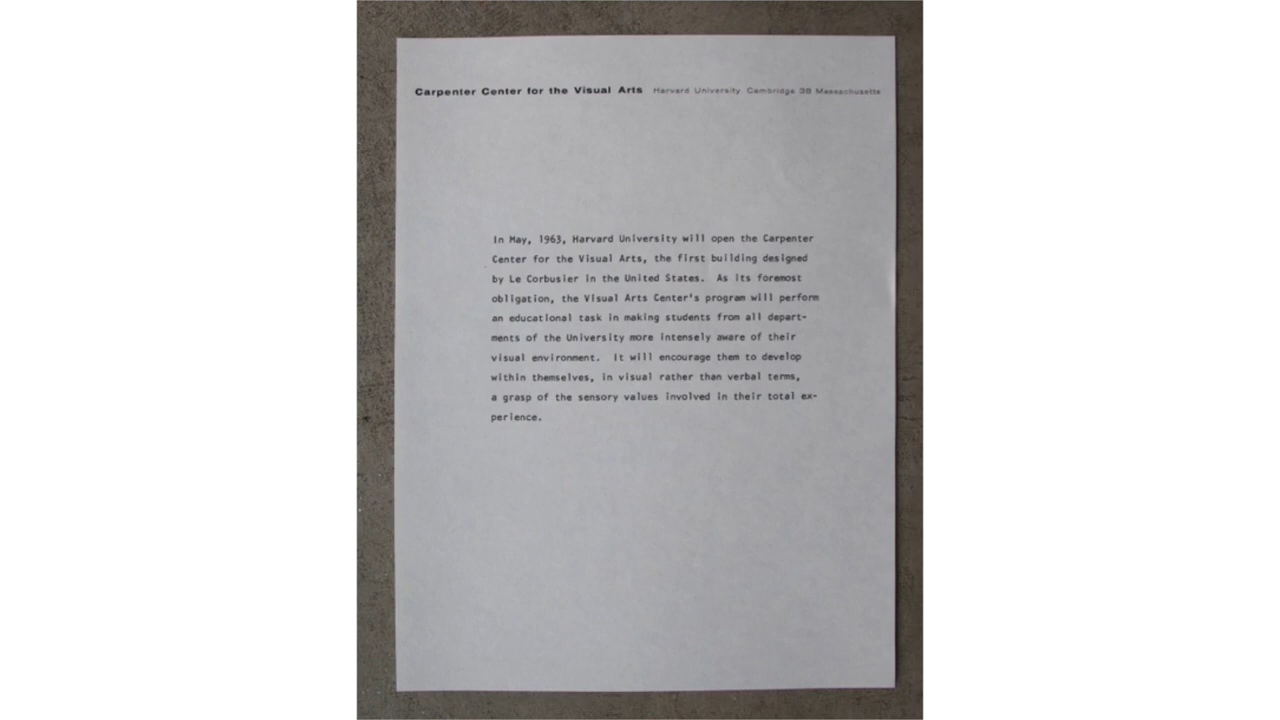 Carpenter Center for the Visual Arts Harvard University Cambridge 38 Massachusetts
In May, 1963, Harvard University will open the Carpenter
Center for the Visual Arts, the first building designed
by Le Corbusier in the United States. As its foremost
obligation, the Visual Arts Center's program will perform
an educational task in making students from all depart-
ments of the University more intensely aware of their
visual environment. It will encourage them to develop
within themselves, in visual rather than verbal terms,
a grasp of the sensory values involved in their total ex-
perience.